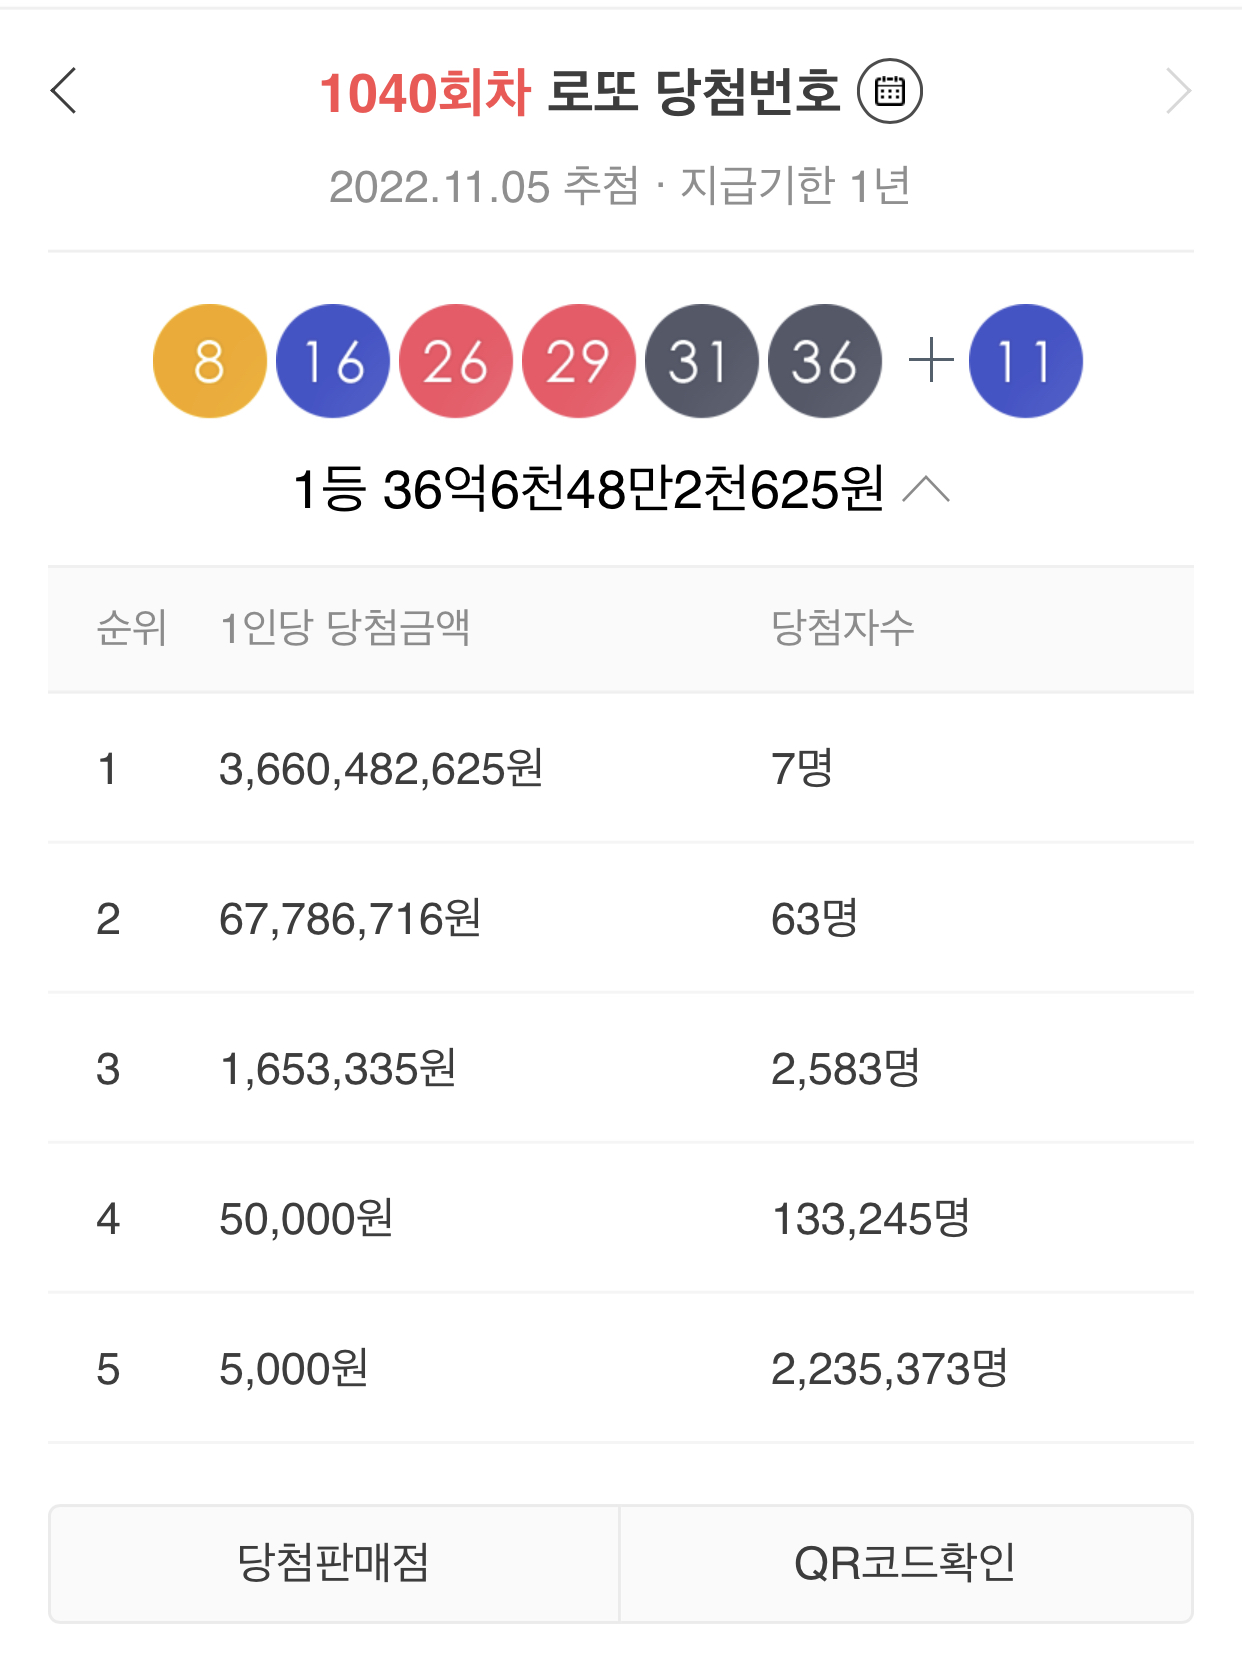 1040회차 로또 당첨번호
2022.11.05 추첨 · 지급기한 1년
8 16 26 29 31 36 + 11
1등 36억6천48만2천625원
순위 1인당 당첨금액 당첨자수
1 3,660,482,625원 7명
2 67,786,716원 63명
3 1,653,335원 2,583명
4 50,000원 133,245명
5 5,000원 2,235,373명
당첨판매점 QR코드확인